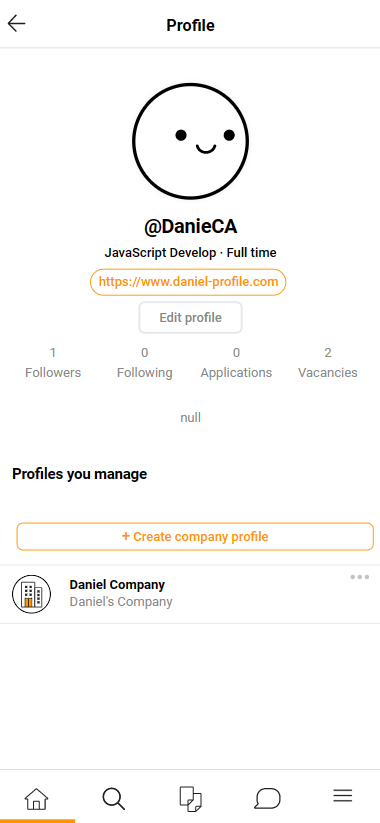 Profile
@DanieCA
JavaScript Develop · Full time
https://www.daniel-profile.com
Edit profile
1 0 0 2
Followers Following Applications Vacancies
null
Profiles you manage
+ Create company profile
Daniel Company
Daniel's Company